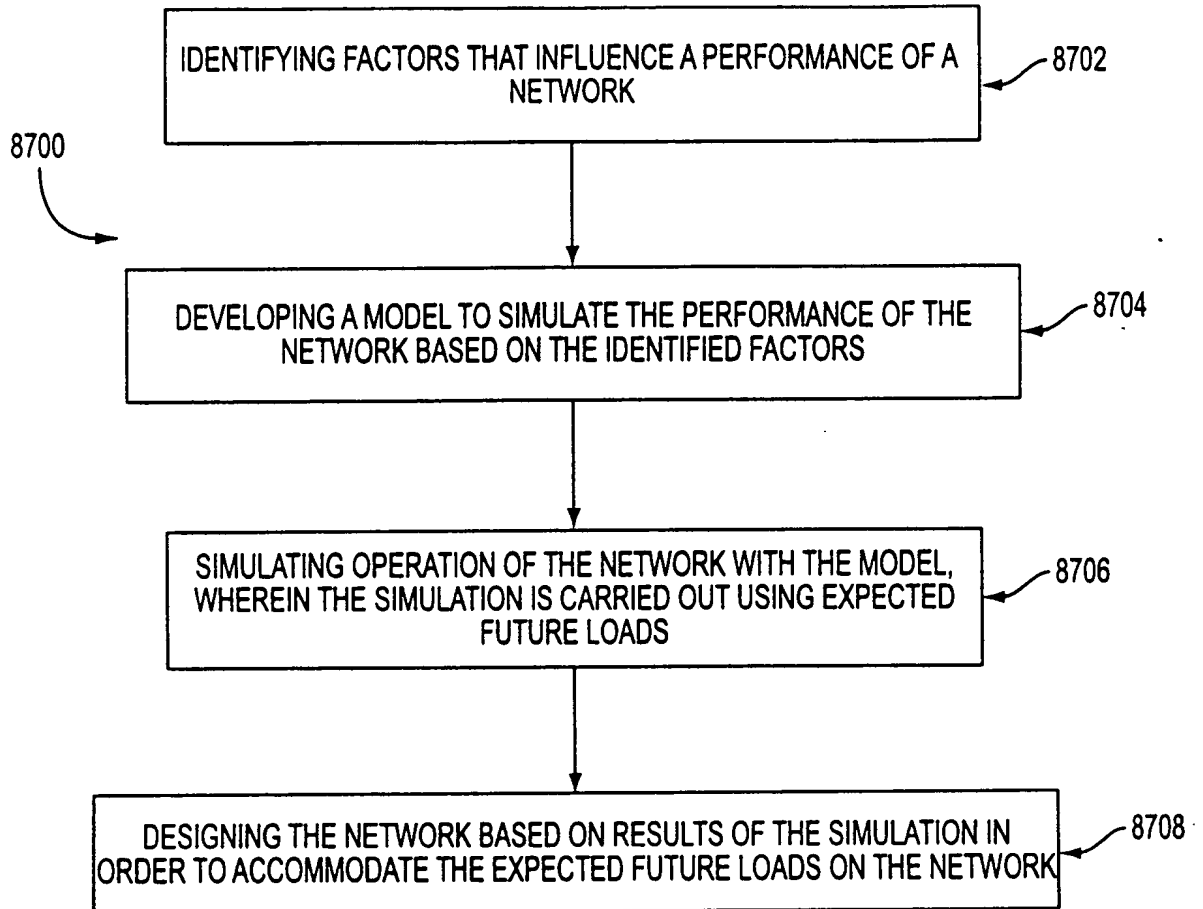 IDENTIFYING FACTORS THAT INFLUENCE A PERFORMANCE OF A
NETWORK
8702
8700
DEVELOPING A MODEL TO SIMULATE THE PERFORMANCE OF THE
NETWORK BASED ON THE IDENTIFIED FACTORS
8704
SIMULATING OPERATION OF THE NETWORK WITH THE MODEL,
WHEREIN THE SIMULATION IS CARRIED OUT USING EXPECTED
FUTURE LOADS
8706
DESIGNING THE NETWORK BASED ON RESULTS OF THE SIMULATION IN
ORDER TO ACCOMMODATE THE EXPECTED FUTURE LOADS ON THE NETWORK
8708